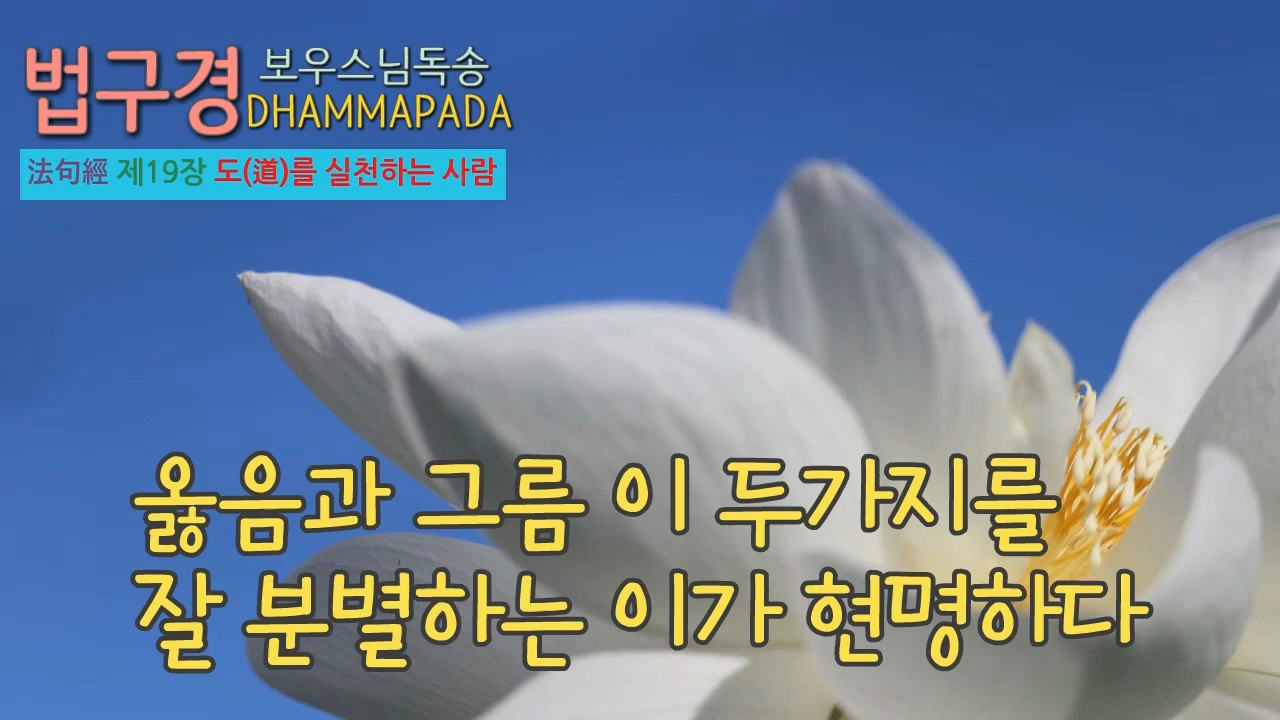 법구경 보우스님독송
DHAMMAPADA
法句經 제19장 도(道)를 실천하는 사람
옳음과 그름 이 두가지를
잘 분별하는 이가 현명하다